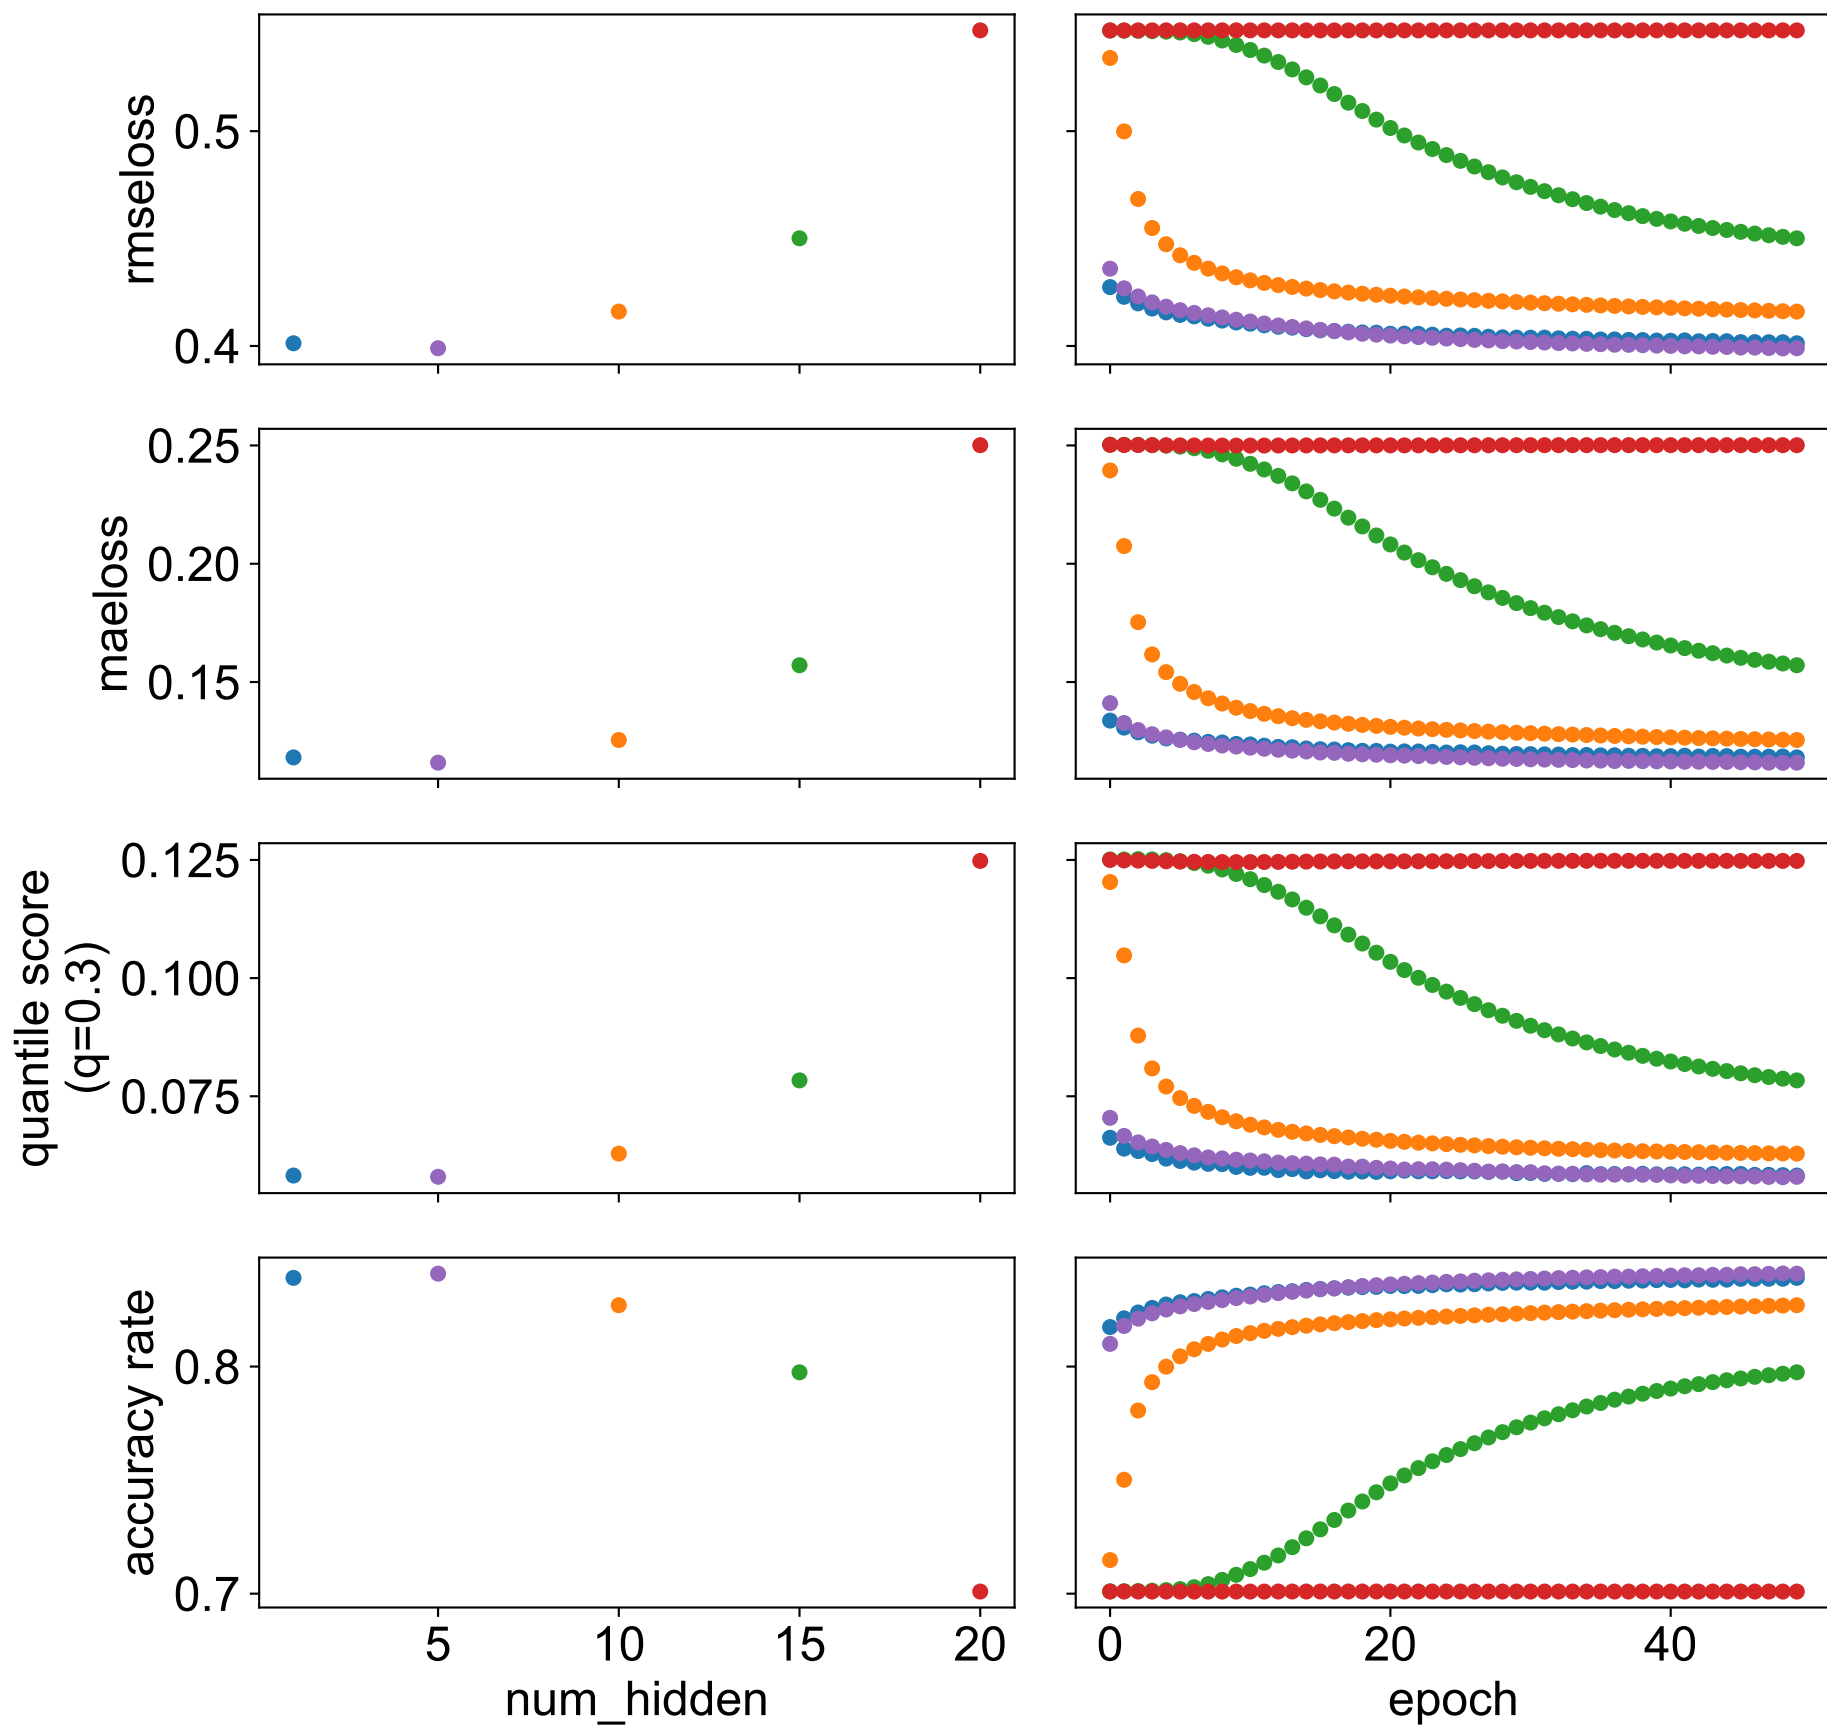 rmseloss
0.5
0.4
maeloss
0.25
0.20
0.15
quantile score
(q=0.3)
0.125
0.100
0.075
accuracy rate
0.8
0.7
5 10 15 20
num_hidden
0 20 40
epoch